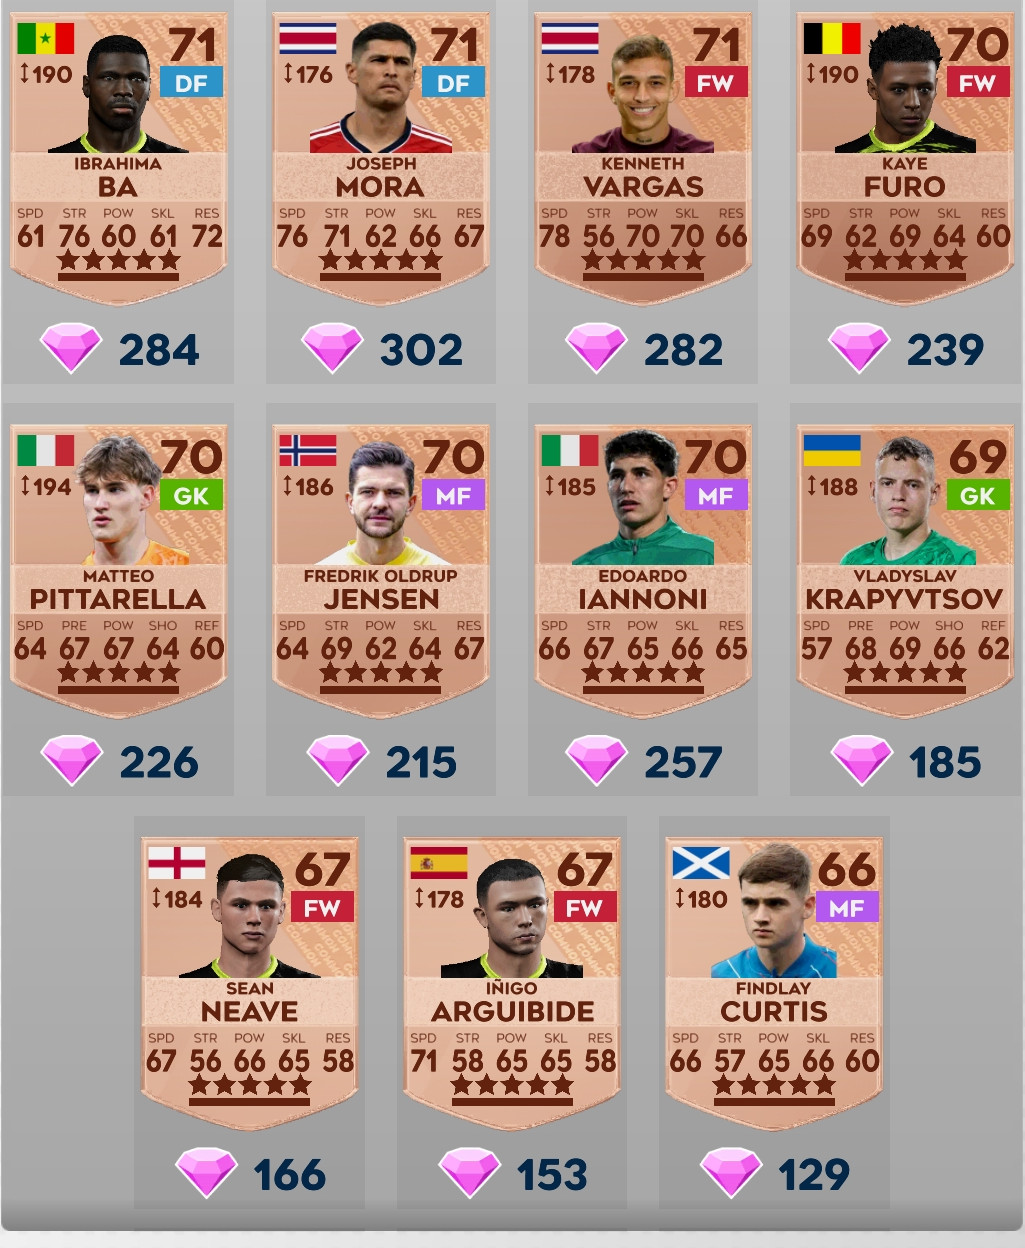 71 71 71 70
↕190 DF ↕176 DF ↕178 FW ↕190 FW
IBRAHIMA JOSEPH KENNETH KAYE
BA MORA VARGAS FURO
SPD STR POW SKL RES SPD STR POW SKL RES SPD STR POW SKL RES SPD STR POW SKL RES
61 76 60 61 72 76 71 62 66 67 78 56 70 70 66 69 62 69 64 60
284 302 282 239
70 70 70 69
↕194 GK ↕186 MF ↕185 MF ↕188 GK
MATTEO FREDRIK OLDRUP EDOARDO VLADYSLAV
PITTARELLA JENSEN IANNONI KRAPYVTSOV
SPD PRE POW SHO REF SPD STR POW SKL RES SPD STR POW SKL RES SPD PRE POW SHO REF
64 67 67 64 60 64 69 62 64 67 66 67 65 66 65 57 68 69 66 62
226 215 257 185
67 67 66
↕184 FW ↕178 FW ↕180 MF
SEAN IÑIGO FINDLAY
NEAVE ARGUIBIDE CURTIS
SPD STR POW SKL RES SPD STR POW SKL RES SPD STR POW SKL RES
67 56 66 65 58 71 58 65 65 58 66 57 65 66 60
166 153 129